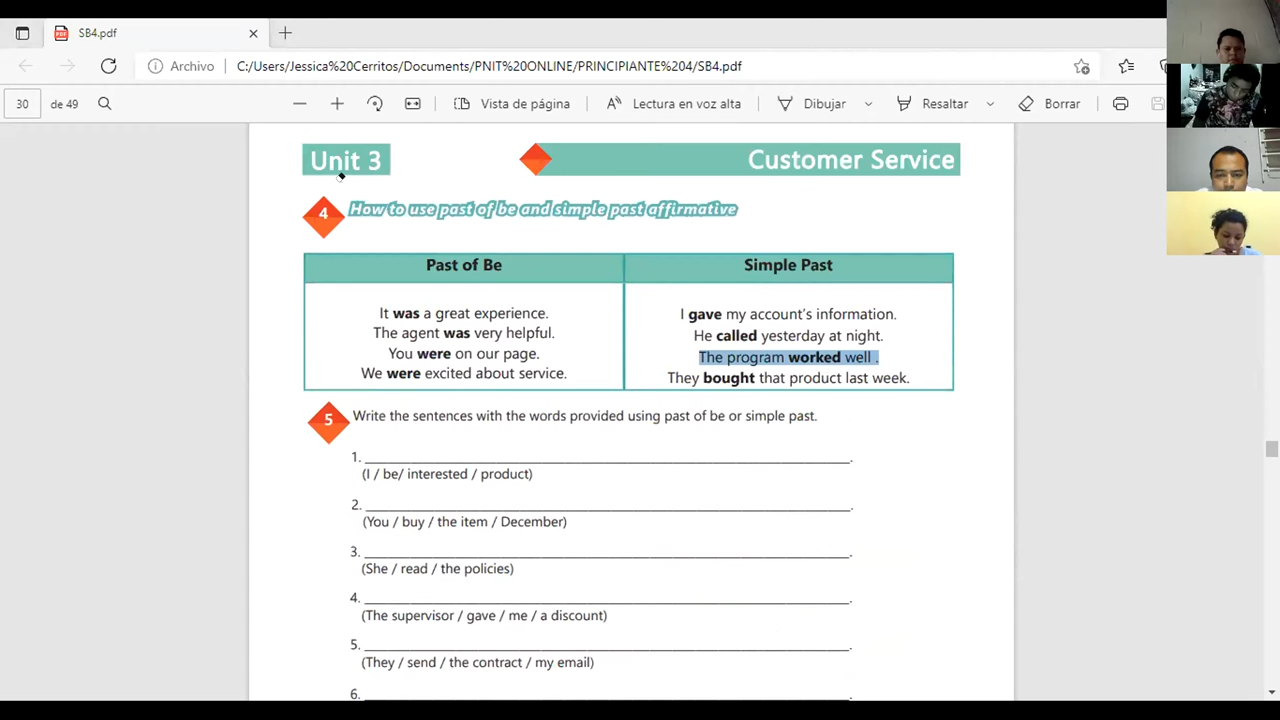 SB4.pdf
Archivo C:/Users/Jessica%20Cerritos/Documents/PNIT%20ONLINE/PRINCIPIANTE%204/SB4.pdf
30 de 49 Vista de página Lectura en voz alta Dibujar Resaltar Borrar
Unit 3 Customer Service
4 How to use past of be and simple past affirmative
Past of Be
It was a great experience.
The agent was very helpful.
You were on our page.
We were excited about service.
Simple Past
I gave my account's information.
He called yesterday at night.
The program worked well .
They bought that product last week.
5 Write the sentences with the words provided using past of be or simple past.
1. ______________________________.
(I / be/ interested / product)
2. ______________________________.
(You / buy / the item / December)
3. ______________________________.
(She / read / the policies)
4. ______________________________.
(The supervisor / gave / me / a discount)
5. ______________________________.
(They / send / the contract / my email)
6. ______________________________.